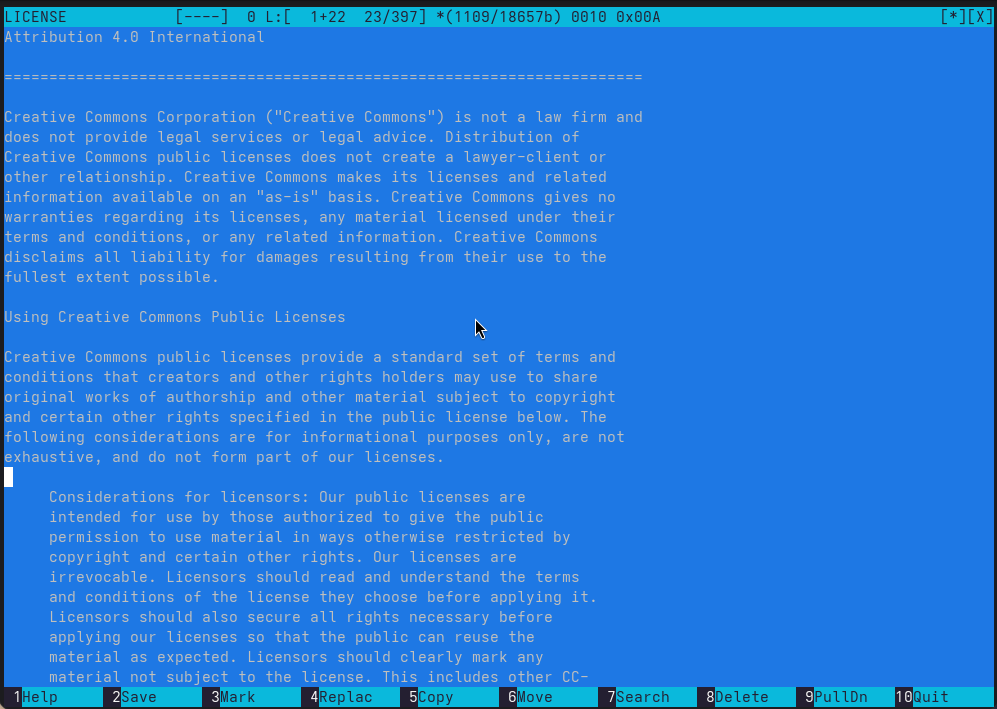 LICENSE            [----]  0 L:[  1+22  23/397] *(1109/18657b) 0010 0x00A                               [*][X]
Attribution 4.0 International
=======================================================================
Creative Commons Corporation ("Creative Commons") is not a law firm and
does not provide legal services or legal advice. Distribution of
Creative Commons public licenses does not create a lawyer-client or
other relationship. Creative Commons makes its licenses and related
information available on an "as-is" basis. Creative Commons gives no
warranties regarding its licenses, any material licensed under their
terms and conditions, or any related information. Creative Commons
disclaims all liability for damages resulting from their use to the
fullest extent possible.
Using Creative Commons Public Licenses
Creative Commons public licenses provide a standard set of terms and
conditions that creators and other rights holders may use to share
original works of authorship and other material subject to copyright
and certain other rights specified in the public license below. The
following considerations are for informational purposes only, are not
exhaustive, and do not form part of our licenses.
     Considerations for licensors: Our public licenses are
     intended for use by those authorized to give the public
     permission to use material in ways otherwise restricted by
     copyright and certain other rights. Our licenses are
     irrevocable. Licensors should read and understand the terms
     and conditions of the license they choose before applying it.
     Licensors should also secure all rights necessary before
     applying our licenses so that the public can reuse the
     material as expected. Licensors should clearly mark any
     material not subject to the license. This includes other CC-
 1Help      2Save      3Mark      4Replac    5Copy      6Move      7Search    8Delete    9PullDn   10Quit